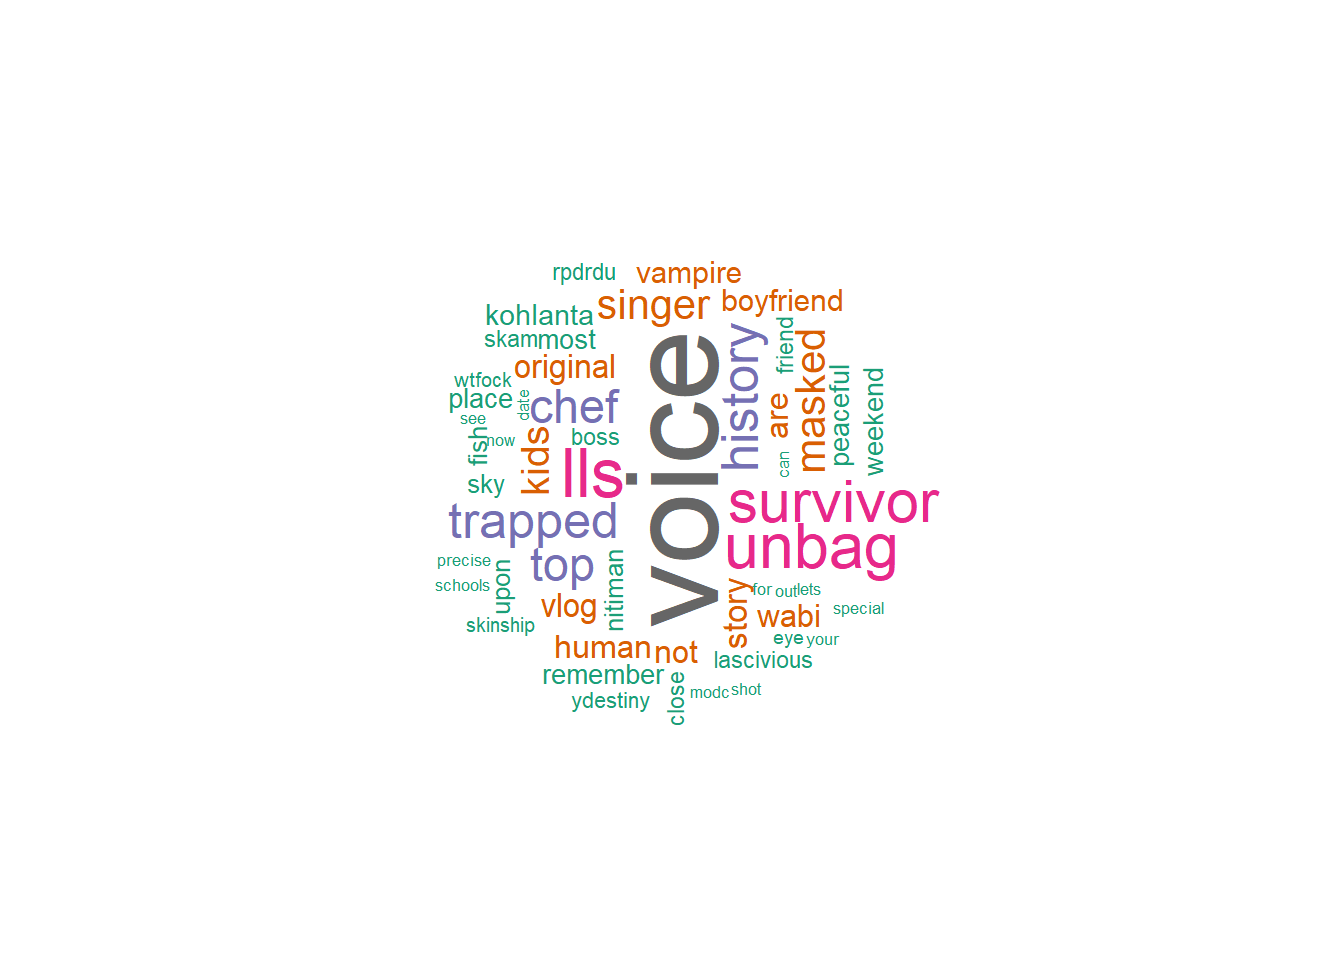 rpdrdu
vampire
singer
boyfriend
kohlanta
skam
most
original
wtfock
place
see
date
chef
now
fish
boss
kids
lls
sky
trapped
top
precise
schools
upon
skinship
vlog
nitiman
human
not
remember
ydestiny
close
modc
shot
voice
history
friend
are
masked
peaceful
weekend
can
survivor
unbag
story
for
outlets
wabi
special
eye
your
lascivious